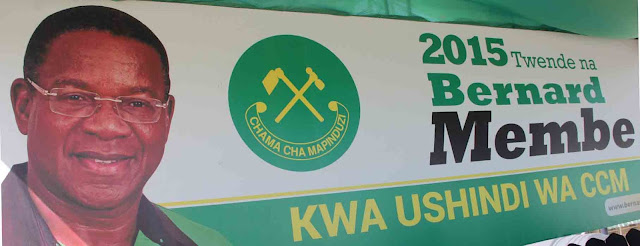 CHAMA CHA MAPINDUZI
2015 Twende na
Bernard
Membe
KWA USHINDI WA CCM